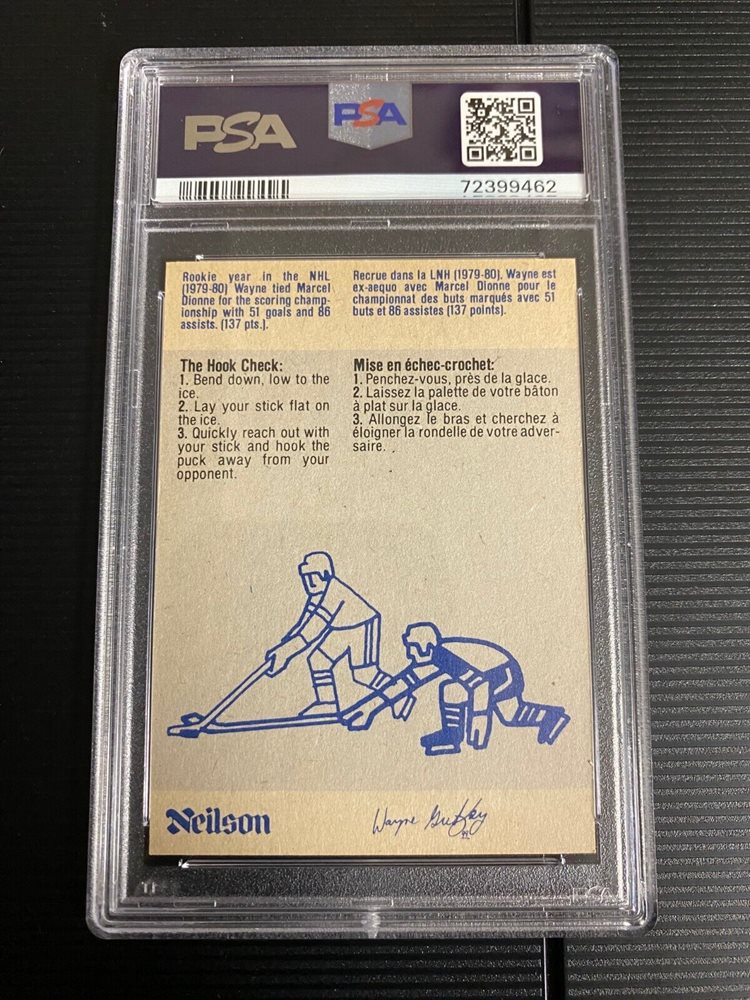 PSA
PSA
72399462
Rookie year in the NHL
(1979-80) Wayne tied Marcel
Dionne for the scoring champ-
ionship with 51 goals and 86
assists. (137 pts.).
Recrue dans la LNH (1979-80), Wayne est
ex-aequo avec Marcel Dionne pour le
championnat des buts marqués avec 51
buts et 86 assistes (137 points).
The Hook Check:
1. Bend down, low to the
ice.
2. Lay your stick flat on
the ice.
3. Quickly reach out with
your stick and hook the
puck away from your
opponent.
Mise en échec-crochet:
1. Penchez-vous, près de la glace.
2. Laissez la palette de votre bâton
à plat sur la glace.
3. Allongez le bras et cherchez à
éloigner la rondelle de votre adver-
saire.
Neilson
Wayne Gretzky
PSA